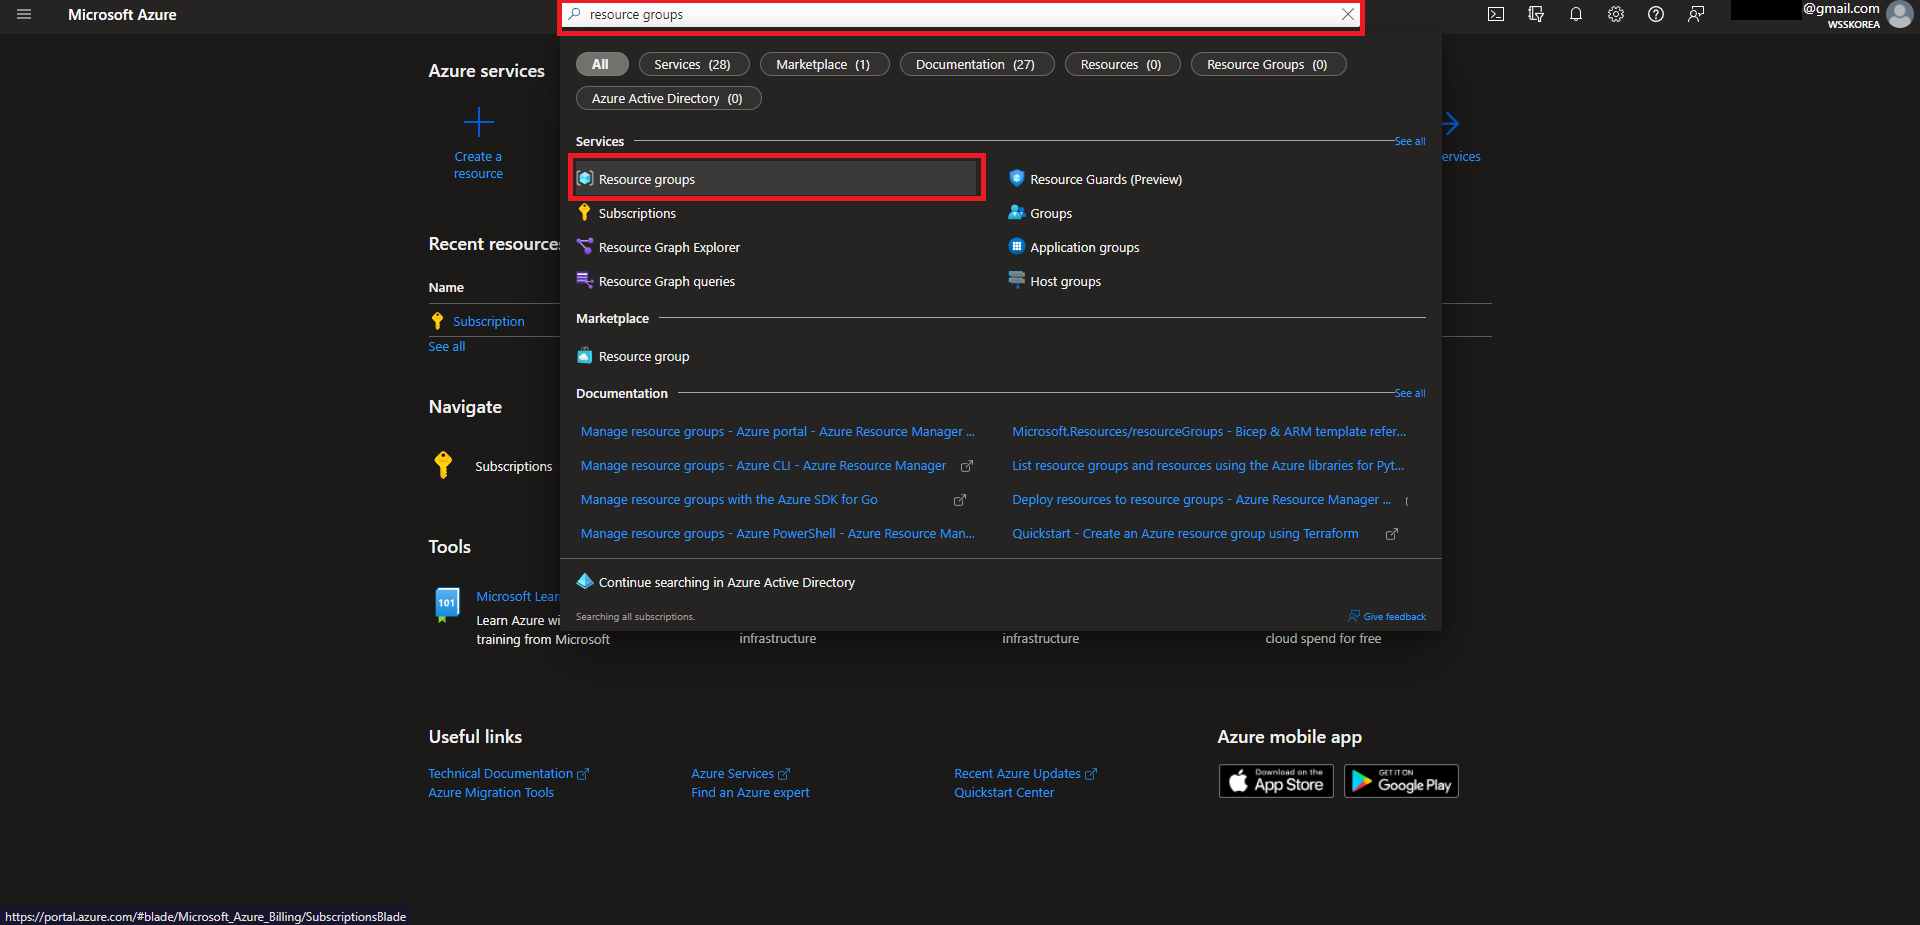 Microsoft Azure
resource groups
@gmail.com
WSSKOREA
All
Services (28)
Marketplace (1)
Documentation (27)
Resources (0)
Resource Groups (0)
Azure Active Directory (0)
Azure services
Create a
resource
ervices
Services
See all
Resource groups
Resource Guards (Preview)
Subscriptions
Groups
Resource Graph Explorer
Application groups
Resource Graph queries
Host groups
Marketplace
Resource group
Documentation
See all
Manage resource groups - Azure portal - Azure Resource Manager ...
Microsoft.Resources/resourceGroups - Bicep & ARM template refer...
Manage resource groups - Azure CLI - Azure Resource Manager
List resource groups and resources using the Azure libraries for Pyt...
Manage resource groups with the Azure SDK for Go
Deploy resources to resource groups - Azure Resource Manager ...
Manage resource groups - Azure PowerShell - Azure Resource Man...
Quickstart - Create an Azure resource group using Terraform
Continue searching in Azure Active Directory
Searching all subscriptions.
Give feedback
Recent resources
Name
Subscription
See all
Navigate
Subscriptions
Tools
101
Microsoft Lear
Learn Azure wi
training from Microsoft
infrastructure
infrastructure
cloud spend for free
Useful links
Technical Documentation
Azure Services
Recent Azure Updates
Azure Migration Tools
Find an Azure expert
Quickstart Center
Azure mobile app
Download on the
App Store
GET IT ON
Google Play
https://portal.azure.com/#blade/Microsoft_Azure_Billing/SubscriptionsBlade